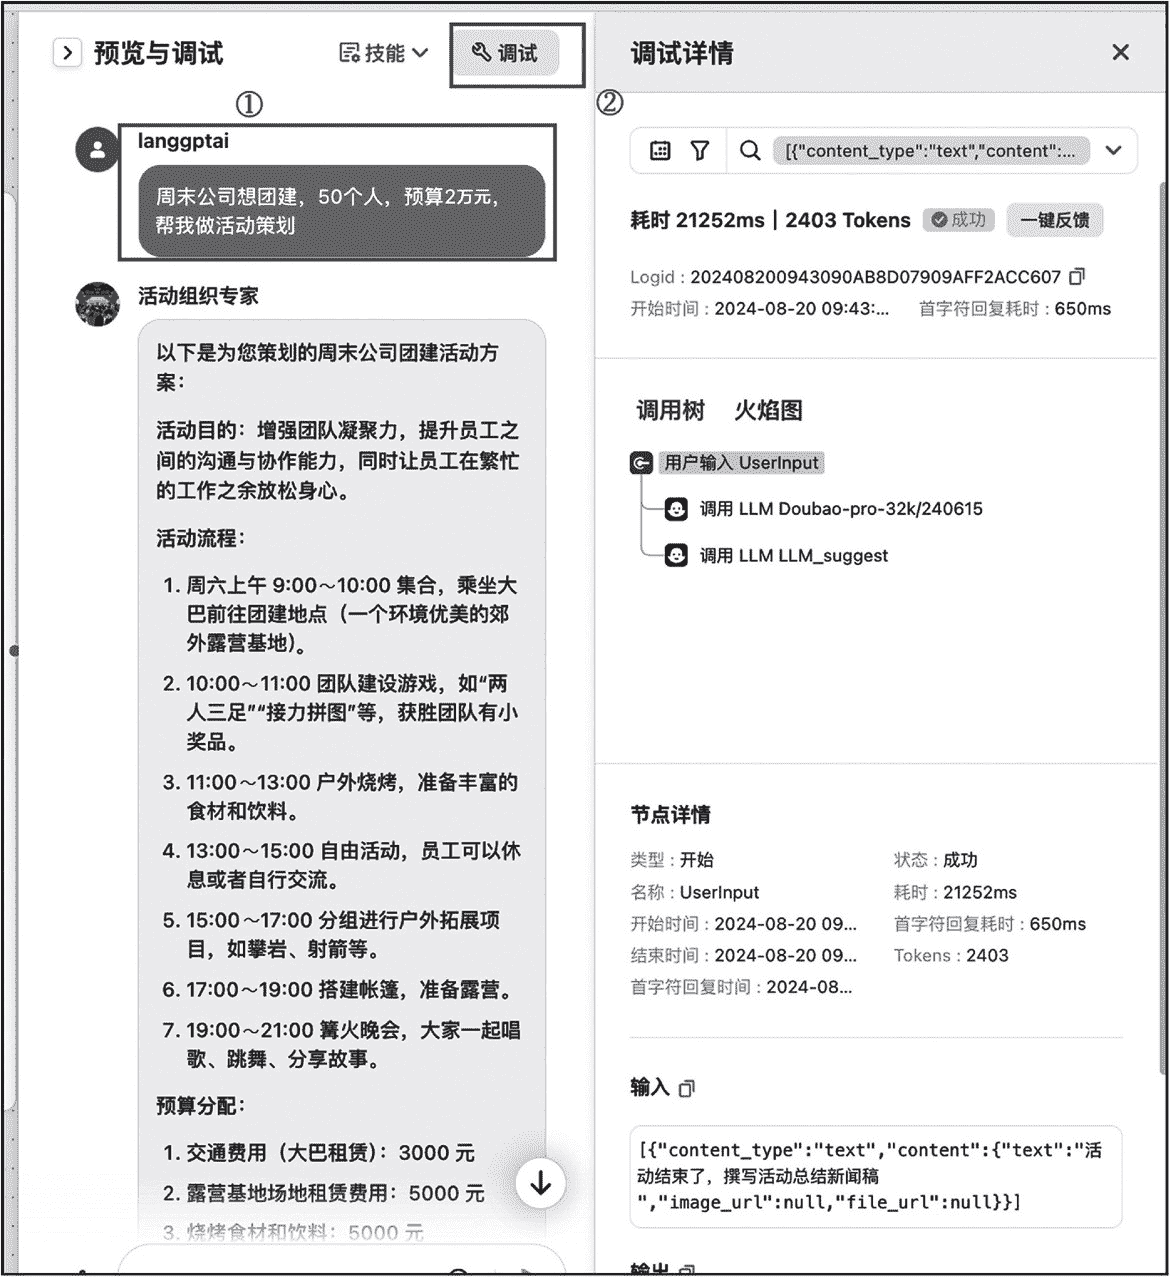 预览与调试
技能
调试
①
langgptai
周末公司想团建，50个人，预算2万元，
帮我做活动策划
活动组织专家
以下是为您策划的周末公司团建活动方
案：
活动目的：增强团队凝聚力，提升员工之
间的沟通与协作能力，同时让员工在繁忙
的工作之余放松身心。
活动流程：
1. 周六上午 9:00～10:00 集合，乘坐大
巴前往团建地点（一个环境优美的郊
外露营基地）。
2. 10:00～11:00 团队建设游戏，如“两
人三足”“接力拼图”等，获胜团队有小
奖品。
3. 11:00～13:00 户外烧烤，准备丰富的
食材和饮料。
4. 13:00～15:00 自由活动，员工可以休
息或者自行交流。
5. 15:00～17:00 分组进行户外拓展项
目，如攀岩、射箭等。
6. 17:00～19:00 搭建帐篷，准备露营。
7. 19:00～21:00 篝火晚会，大家一起唱
歌、跳舞、分享故事。
预算分配：
1. 交通费用（大巴租赁）：3000 元
2. 露营基地场地租赁费用：5000 元
3. 烧烤食材和饮料：5000 元
调试详情
②
[{"content_type":"text","content":...
耗时 21252ms | 2403 Tokens 成功 一键反馈
Logid : 202408200943090AB8D07909AFF2ACC607
开始时间 : 2024-08-20 09:43:... 首字符回复耗时 : 650ms
调用树 火焰图
用户输入 UserInput
调用 LLM Doubao-pro-32k/240615
调用 LLM LLM_suggest
节点详情
类型 : 开始 状态 : 成功
名称 : UserInput 耗时 : 21252ms
开始时间 : 2024-08-20 09... 首字符回复耗时 : 650ms
结束时间 : 2024-08-20 09... Tokens : 2403
首字符回复时间 : 2024-08...
输入
[{"content_type":"text","content":{"text":"活
动结束了，撰写活动总结新闻稿
","image_url":null,"file_url":null}}]
输出